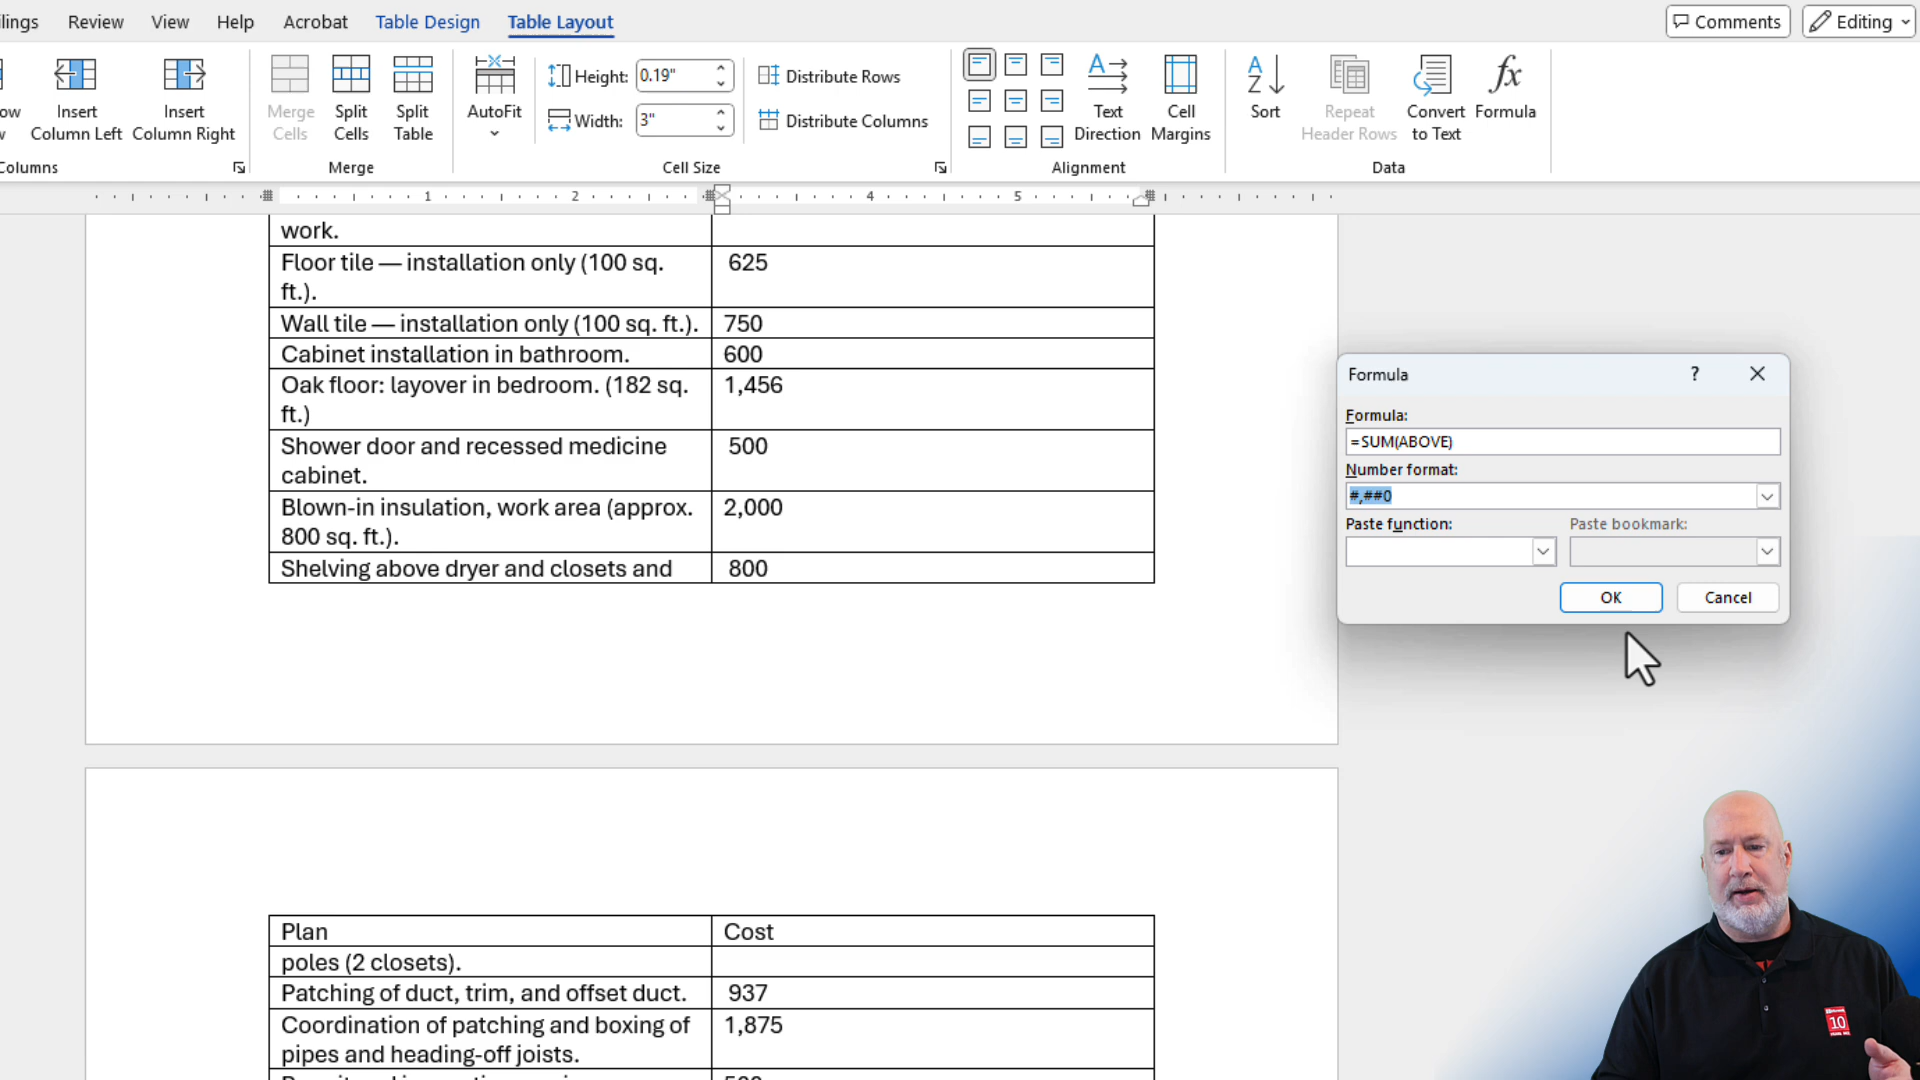 ilings Review View Help Acrobat Table Design Table Layout Comments Editing
Insert Column Left
Insert Column Right
Merge Cells
Split Cells
Split Table
AutoFit
Height: 0.19"
Width: 3"
Distribute Rows
Distribute Columns
Text Direction
Cell Margins
Sort
Repeat Header Rows
Convert to Text
Formula
Columns Merge Cell Size Alignment Data
1 2 4 5
work.
Floor tile — installation only (100 sq. 625
ft.).
Wall tile — installation only (100 sq. ft.). 750
Cabinet installation in bathroom. 600
Oak floor: layover in bedroom. (182 sq. 1,456
ft.)
Shower door and recessed medicine 500
cabinet.
Blown-in insulation, work area (approx. 2,000
800 sq. ft.).
Shelving above dryer and closets and 800
Formula ?
Formula:
=SUM(ABOVE)
Number format:
#,##0
Paste function: Paste bookmark:
OK Cancel
Plan Cost
poles (2 closets).
Patching of duct, trim, and offset duct. 937
Coordination of patching and boxing of 1,875
pipes and heading-off joists.
10